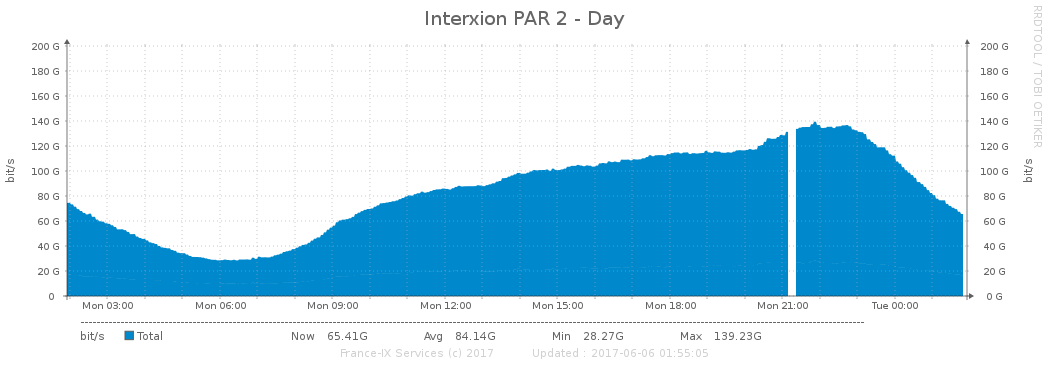 Interxion PAR 2 - Day
RRDTOOL / TOBI OETIKER
bit/s
200 G 200 G
180 G 180 G
160 G 160 G
140 G 140 G
120 G 120 G
100 G 100 G
80 G 80 G
60 G 60 G
40 G 40 G
20 G 20 G
0 0 G
bit/s
Mon 03:00 Mon 06:00 Mon 09:00 Mon 12:00 Mon 15:00 Mon 18:00 Mon 21:00 Tue 00:00
bit/s Total Now 65.41G Avg 84.14G Min 28.27G Max 139.23G
France-IX Services (c) 2017 Updated : 2017-06-06 01:55:05